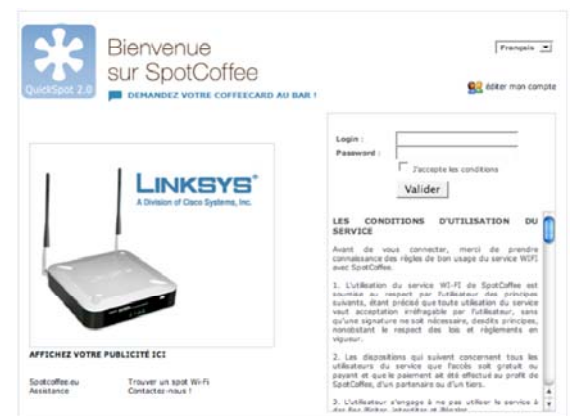 QuickSpot 2.0
Bienvenue
sur SpotCoffee
DEMANDEZ VOTRE COFFEECARD AU BAR !
Français
éditer mon compte
LINKSYS®
A Division of Cisco Systems, Inc.
AFFICHEZ VOTRE PUBLICITÉ ICI
Spotcoffee.eu Trouver un spot Wi-Fi
Assistance Contactez-nous !
Login :
Password :
J'accepte les conditions
Valider
LES CONDITIONS D'UTILISATION DU
SERVICE
Avant de vous connecter, merci de prendre
connaissance des règles de bon usage du service WIFI
avec SpotCoffee.
1. L'utilisation du service WI-FI de SpotCoffee est
soumise au respect par l'utilisateur des principes
suivants, étant précisé que toute utilisation du service
vaut acceptation irréfragable par l'utilisateur, sans
qu'une signature ne soit nécessaire, desdits principes,
nonobstant le respect des lois et règlements en
vigueur.
2. Les dispositions qui suivent concernent tous les
utilisateurs du service que l'accès soit gratuit ou
payant et que le paiement ait été effectué au profit de
SpotCoffee, d'un partenaire ou d'un tiers.
3. L'utilisateur s'engage à ne pas utiliser le service à
des fins illicites, interdites et illégales